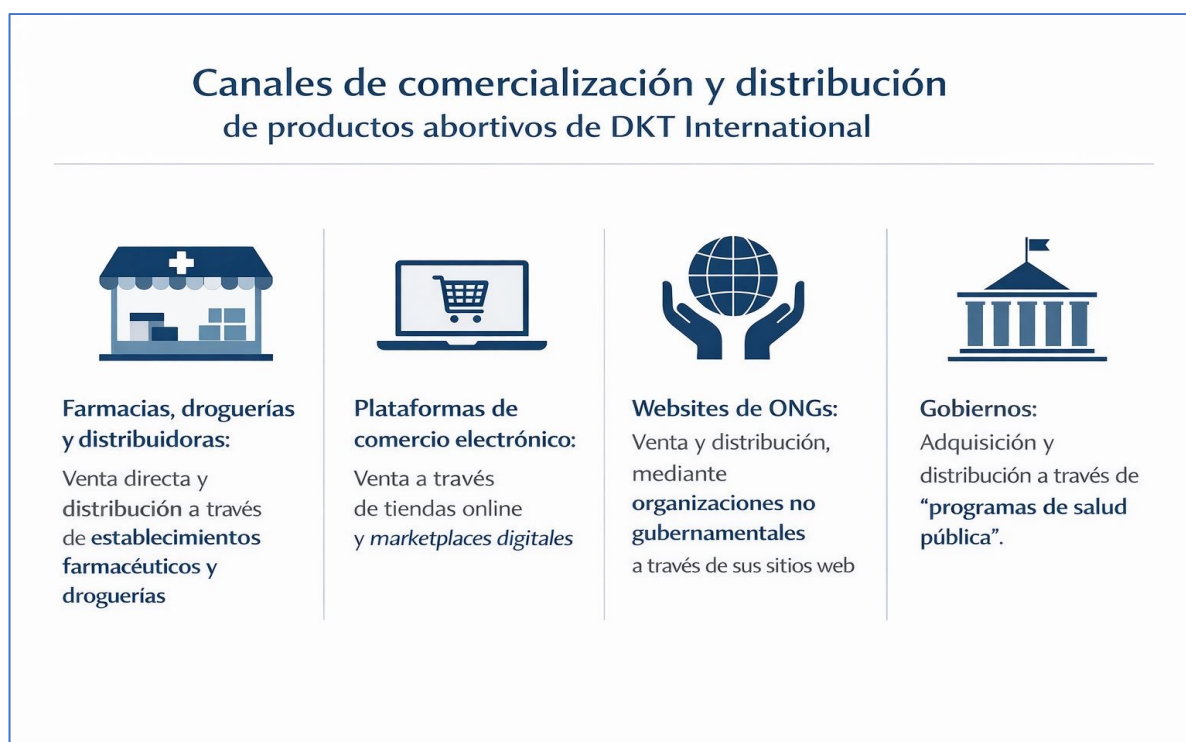 Canales de comercialización y distribución
de productos abortivos de DKT International
Farmacias, droguerías
y distribuidoras:
Venta directa y
distribución a través
de establecimientos
farmacéuticos y
droguerías
Plataformas de
comercio electrónico:
Venta a través
de tiendas online
y marketplaces digitales
Websites de ONGs:
Venta y distribución,
mediante
organizaciones no
gubernamentales
a través de sus sitios web
Gobiernos:
Adquisición y
distribución a través de
“programas de salud
pública”.